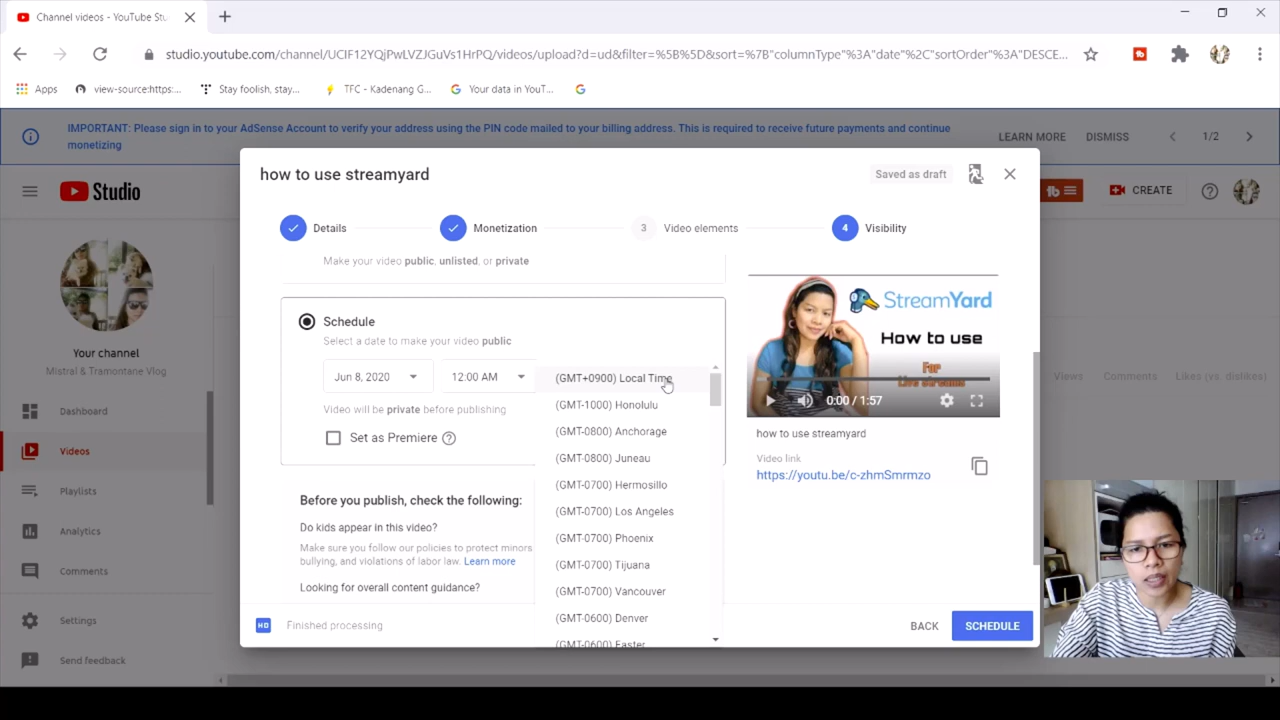 Channel videos - YouTube Stu
studio.youtube.com/channel/UCIF12YQjPwLVZJGuVs1HrPQ/videos/upload?d=ud&filter=%5B%5D&sort=%7B"columnType"%3A"date"%2C"sortOrder"%3A"DESCE...
Apps
view-source:https:...
Stay foolish, stay...
TFC - Kadenang G...
Your data in YouT...
IMPORTANT: Please sign in to your AdSense Account to verify your address using the PIN code mailed to your billing address. This is required to receive future payments and continue
monetizing
LEARN MORE
DISMISS
1/2
Studio
CREATE
how to use streamyard
Saved as draft
Details
Monetization
3 Video elements
4 Visibility
Make your video public, unlisted, or private
Schedule
Select a date to make your video public
Jun 8, 2020
12:00 AM
Video will be private before publishing
Set as Premiere
(GMT+0900) Local Time
(GMT-1000) Honolulu
(GMT-0800) Anchorage
(GMT-0800) Juneau
(GMT-0700) Hermosillo
(GMT-0700) Los Angeles
(GMT-0700) Phoenix
(GMT-0700) Tijuana
(GMT-0700) Vancouver
(GMT-0600) Denver
(GMT-0600) Easter
Before you publish, check the following:
Do kids appear in this video?
Make sure you follow our policies to protect minors
bullying, and violations of labor law. Learn more
Looking for overall content guidance?
StreamYard
How to use
For
Live Streams
0:00 / 1:57
how to use streamyard
Video link
https://youtu.be/c-zhmSmrmzo
HD
Finished processing
BACK
SCHEDULE
Your channel
Mistral & Tramontane Vlog
Dashboard
Videos
Playlists
Analytics
Comments
Settings
Send feedback
Views
Comments
Likes (vs. dislikes)